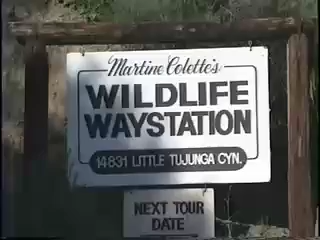 Martine Colette's
WILDLIFE
WAYSTATION
14831 LITTLE TUJUNGA CYN.
NEXT TOUR
DATE